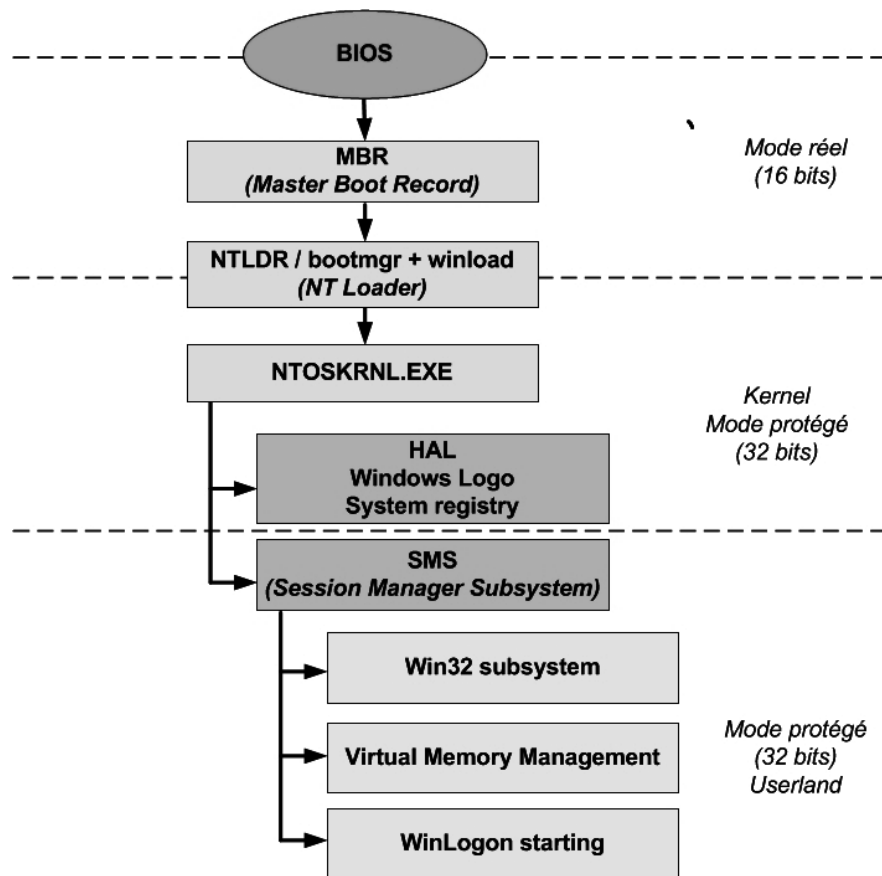 BIOS
MBR
(Master Boot Record)
Mode réel
(16 bits)
NTLDR / bootmgr + winload
(NT Loader)
NTOSKRNL.EXE
Kernel
Mode protégé
(32 bits)
HAL
Windows Logo
System registry
SMS
(Session Manager Subsystem)
Win32 subsystem
Virtual Memory Management
WinLogon starting
Mode protégé
(32 bits)
Userland